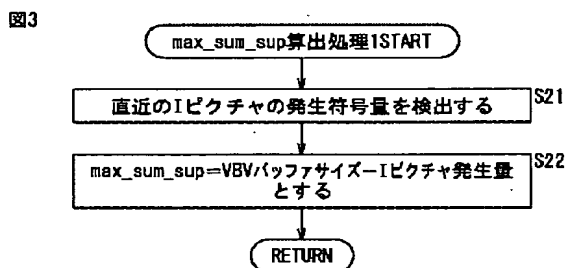 図3
max_sum_sup算出処理1START
直近のIピクチャの発生符号量を検出する
S21
max_sum_sup=VBVバッファサイズ－Iピクチャ発生量
とする
S22
RETURN